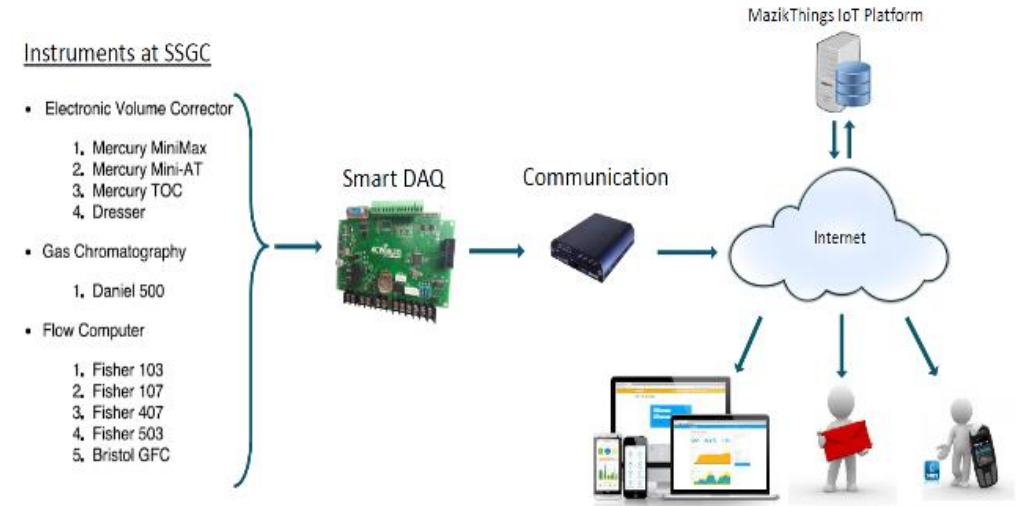 MazikThings IoT Platform
Instruments at SSGC
• Electronic Volume Corrector
1. Mercury MiniMax
2. Mercury Mini-AT
3. Mercury TOC
4. Dresser
• Gas Chromatography
1. Daniel 500
• Flow Computer
1. Fisher 103
2. Fisher 107
3. Fisher 407
4. Fisher 503
5. Bristol GFC
Smart DAQ
Communication
Internet